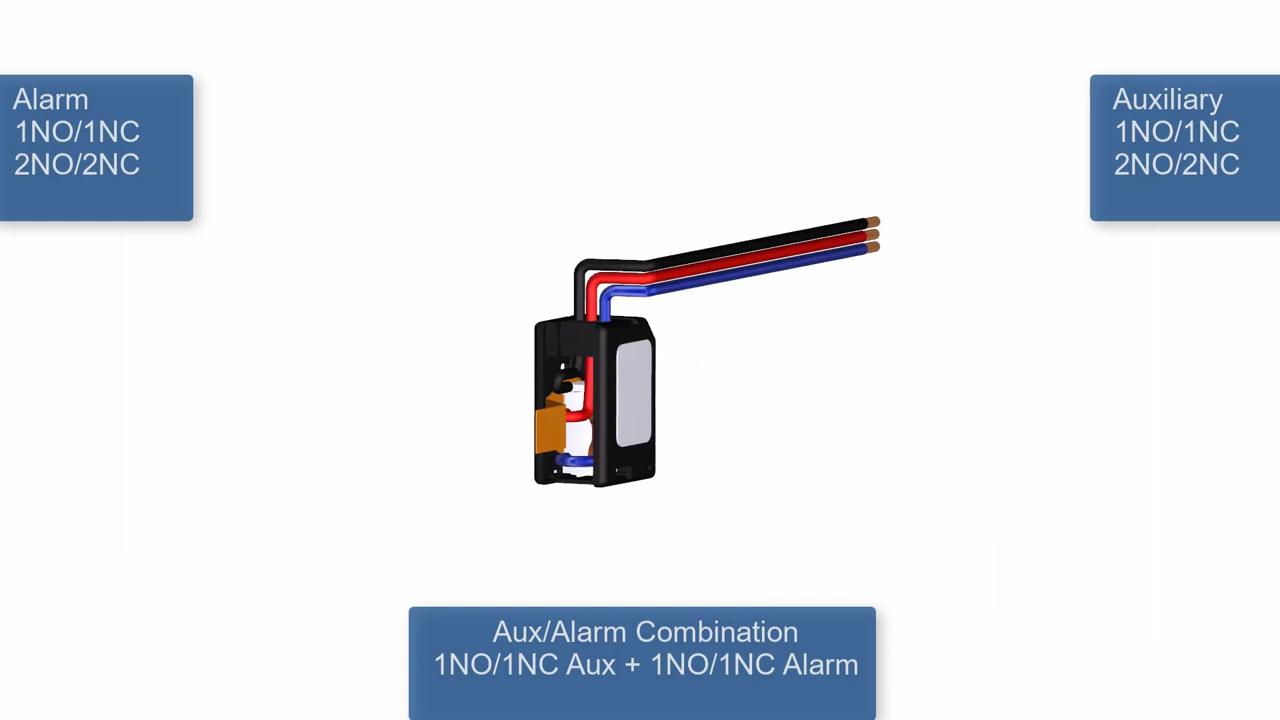 Alarm
1NO/1NC
2NO/2NC
Auxiliary
1NO/1NC
2NO/2NC
Aux/Alarm Combination
1NO/1NC Aux + 1NO/1NC Alarm